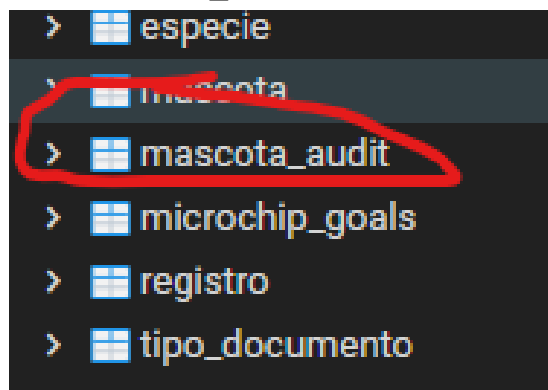 especie
mascota
mascota_audit
microchip_goals
registro
tipo_documento